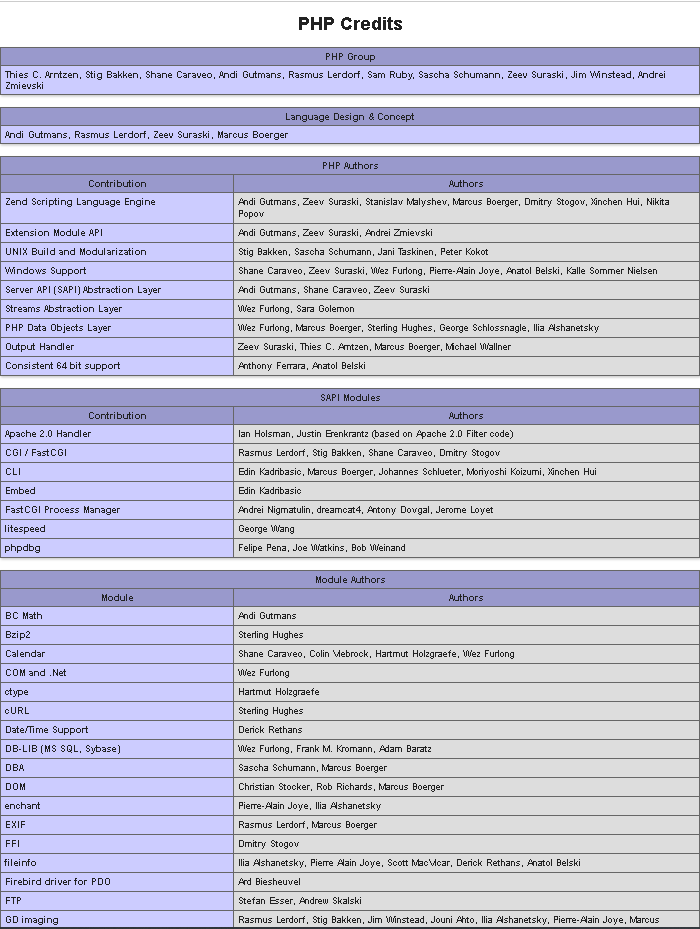 PHP Credits
PHP Group
Thies C. Arntzen, Stig Bakken, Shane Caraveo, Andi Gutmans, Rasmus Lerdorf, Sam Ruby, Sascha Schumann, Zeev Suraski, Jim Winstead, Andrei
Zmievski
Language Design & Concept
Andi Gutmans, Rasmus Lerdorf, Zeev Suraski, Marcus Boerger
PHP Authors
Contribution Authors
Zend Scripting Language Engine Andi Gutmans, Zeev Suraski, Stanislav Malyshev, Marcus Boerger, Dmitry Stogov, Xinchen Hui, Nikita
Popov
Extension Module API Andi Gutmans, Zeev Suraski, Andrei Zmievski
UNIX Build and Modularization Stig Bakken, Sascha Schumann, Jani Taskinen, Peter Kokot
Windows Support Shane Caraveo, Zeev Suraski, Wez Furlong, Pierre-Alain Joye, Anatol Belski, Kalle Sommer Nielsen
Server API (SAPI) Abstraction Layer Andi Gutmans, Shane Caraveo, Zeev Suraski
Streams Abstraction Layer Wez Furlong, Sara Golemon
PHP Data Objects Layer Wez Furlong, Marcus Boerger, Sterling Hughes, George Schlossnagle, Ilia Alshanetsky
Output Handler Zeev Suraski, Thies C. Arntzen, Marcus Boerger, Michael Wallner
Consistent 64 bit support Anthony Ferrara, Anatol Belski
SAPI Modules
Contribution Authors
Apache 2.0 Handler Ian Holsman, Justin Erenkrantz (based on Apache 2.0 Filter code)
CGI / FastCGI Rasmus Lerdorf, Stig Bakken, Shane Caraveo, Dmitry Stogov
CLI Edin Kadribasic, Marcus Boerger, Johannes Schlueter, Moriyoshi Koizumi, Xinchen Hui
Embed Edin Kadribasic
FastCGI Process Manager Andrei Nigmatulin, dreamcat4, Antony Dovgal, Jerome Loyet
litespeed George Wang
phpdbg Felipe Pena, Joe Watkins, Bob Weinand
Module Authors
Module Authors
BC Math Andi Gutmans
Bzip2 Sterling Hughes
Calendar Shane Caraveo, Colin Viebrock, Hartmut Holzgraefe, Wez Furlong
COM and .Net Wez Furlong
ctype Hartmut Holzgraefe
cURL Sterling Hughes
Date/Time Support Derick Rethans
DB-LIB (MS SQL, Sybase) Wez Furlong, Frank M. Kromann, Adam Baratz
DBA Sascha Schumann, Marcus Boerger
DOM Christian Stocker, Rob Richards, Marcus Boerger
enchant Pierre-Alain Joye, Ilia Alshanetsky
EXIF Rasmus Lerdorf, Marcus Boerger
FFI Dmitry Stogov
fileinfo Ilia Alshanetsky, Pierre Alain Joye, Scott MacVicar, Derick Rethans, Anatol Belski
Firebird driver for PDO Ard Biesheuvel
FTP Stefan Esser, Andrew Skalski
GD imaging Rasmus Lerdorf, Stig Bakken, Jim Winstead, Jouni Ahto, Ilia Alshanetsky, Pierre-Alain Joye, Marcus